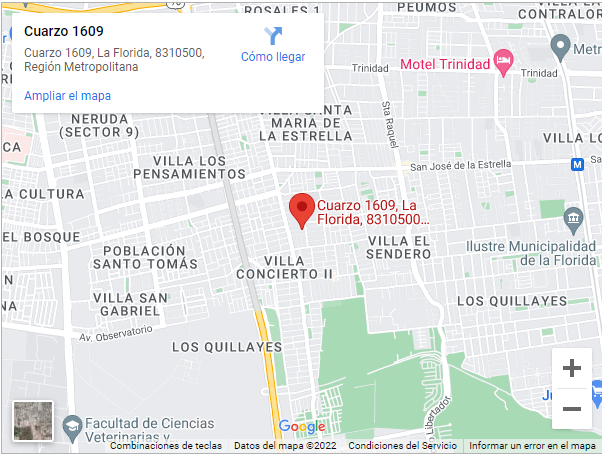 ROSALES 1
PEUMOS
VILLA LA
CONTRALOR
Cuarzo 1609
Cuarzo 1609, La Florida, 8310500,
Región Metropolitana
Cómo llegar
Ampliar el mapa
Motel Trinidad
Trinidad
Trinidad
Metr
Sta Raquel
NERUDA
(SECTOR 9)
VILLA SANTA
MARIA DE
LA ESTRELLA
VILLA LO
ICA
VILLA LOS
PENSAMIENTOS
San José de la Estrella
M
A CULTURA
Cuarzo 1609, La
Florida, 8310500...
EL BOSQUE
POBLACIÓN
SANTO TOMÁS
VILLA EL
SENDERO
Ilustre Municipalidad
de la Florida
VILLA
CONCIERTO II
VILLA SAN
GABRIEL
LOS QUILLAYES
Av. Observatorio
LOS QUILLAYES
Libertador
Ju
Facultad de Ciencias
Veterinarias y
Google
Combinaciones de teclas
Datos del mapa ©2022
Condiciones del Servicio
Informar un error en el mapa